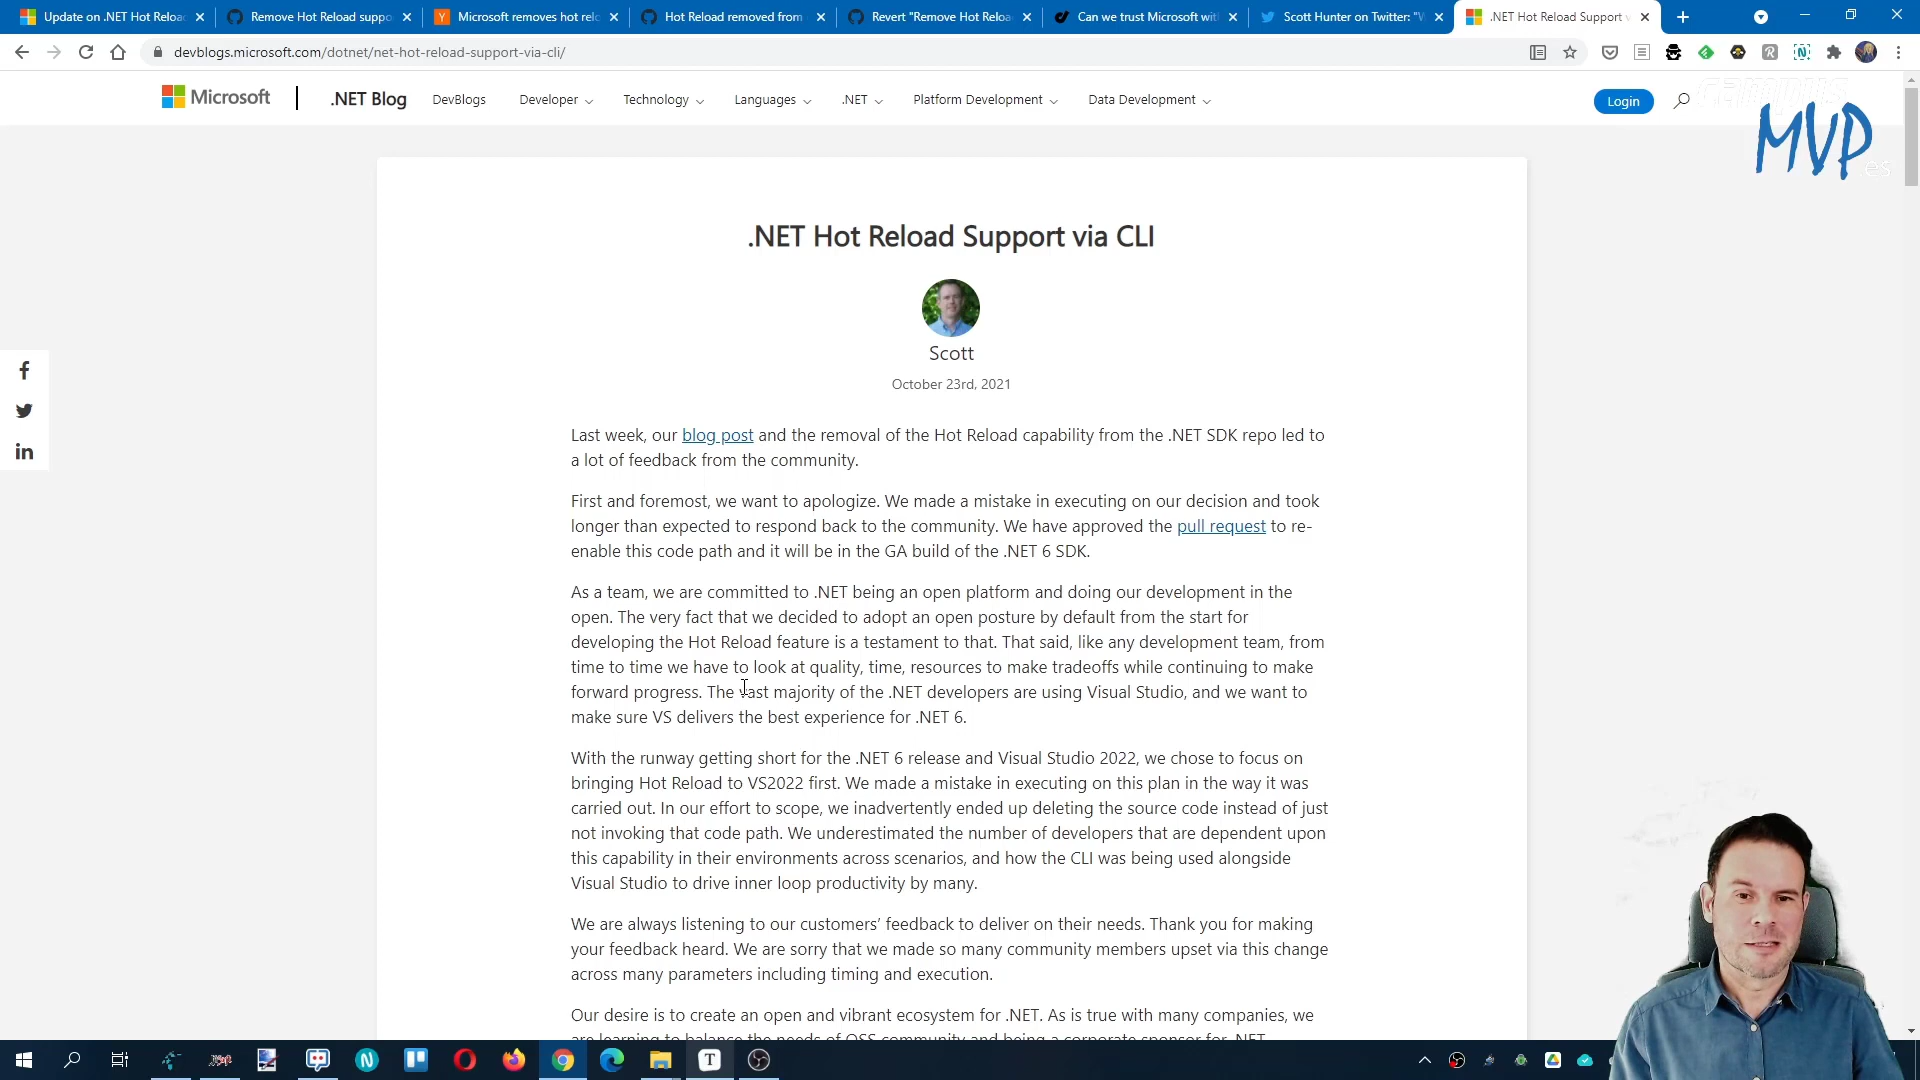 Update on .NET Hot Reloa
Remove Hot Reload suppo
Microsoft removes hot relo
Hot Reload removed from
Revert "Remove Hot Reloa
Can we trust Microsoft wit
Scott Hunter on Twitter: "W
.NET Hot Reload Support v
devblogs.microsoft.com/dotnet/net-hot-reload-support-via-cli/
Microsoft
.NET Blog
DevBlogs
Developer
Technology
Languages
.NET
Platform Development
Data Development
Login
campus
MVP
.es
.NET Hot Reload Support via CLI
Scott
October 23rd, 2021
Last week, our blog post and the removal of the Hot Reload capability from the .NET SDK repo led to
a lot of feedback from the community.
First and foremost, we want to apologize. We made a mistake in executing on our decision and took
longer than expected to respond back to the community. We have approved the pull request to re-
enable this code path and it will be in the GA build of the .NET 6 SDK.
As a team, we are committed to .NET being an open platform and doing our development in the
open. The very fact that we decided to adopt an open posture by default from the start for
developing the Hot Reload feature is a testament to that. That said, like any development team, from
time to time we have to look at quality, time, resources to make tradeoffs while continuing to make
forward progress. The vast majority of the .NET developers are using Visual Studio, and we want to
make sure VS delivers the best experience for .NET 6.
With the runway getting short for the .NET 6 release and Visual Studio 2022, we chose to focus on
bringing Hot Reload to VS2022 first. We made a mistake in executing on this plan in the way it was
carried out. In our effort to scope, we inadvertently ended up deleting the source code instead of just
not invoking that code path. We underestimated the number of developers that are dependent upon
this capability in their environments across scenarios, and how the CLI was being used alongside
Visual Studio to drive inner loop productivity by many.
We are always listening to our customers' feedback to deliver on their needs. Thank you for making
your feedback heard. We are sorry that we made so many community members upset via this change
across many parameters including timing and execution.
Our desire is to create an open and vibrant ecosystem for .NET. As is true with many companies, we
are learning to balance the needs of OSS community and being a corporate sponsor for .NET.